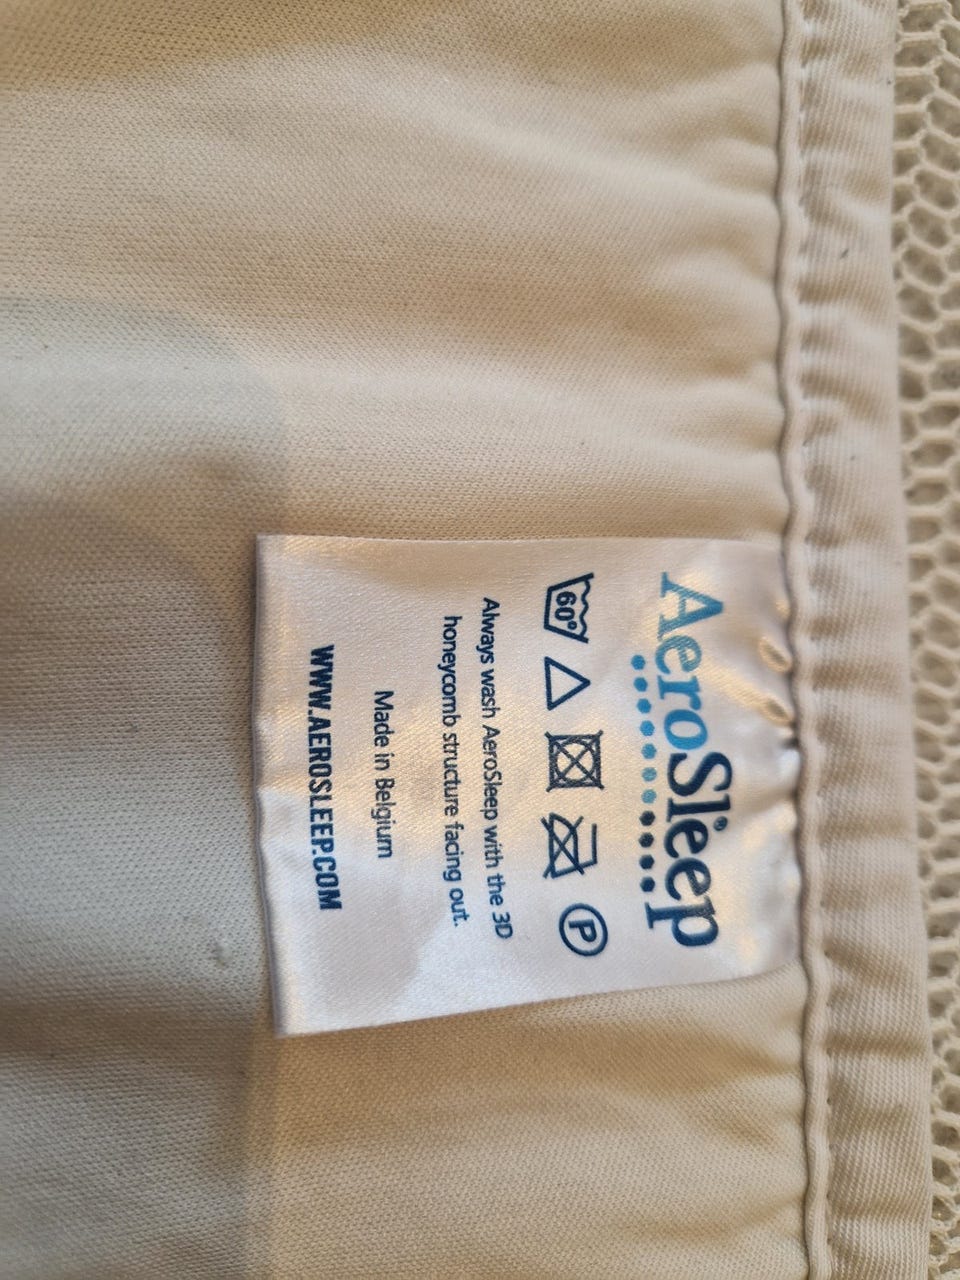 AeroSleep
60° P
Always wash AeroSleep with the 3D
honeycomb structure facing out.
Made in Belgium
WWW.AEROSLEEP.COM